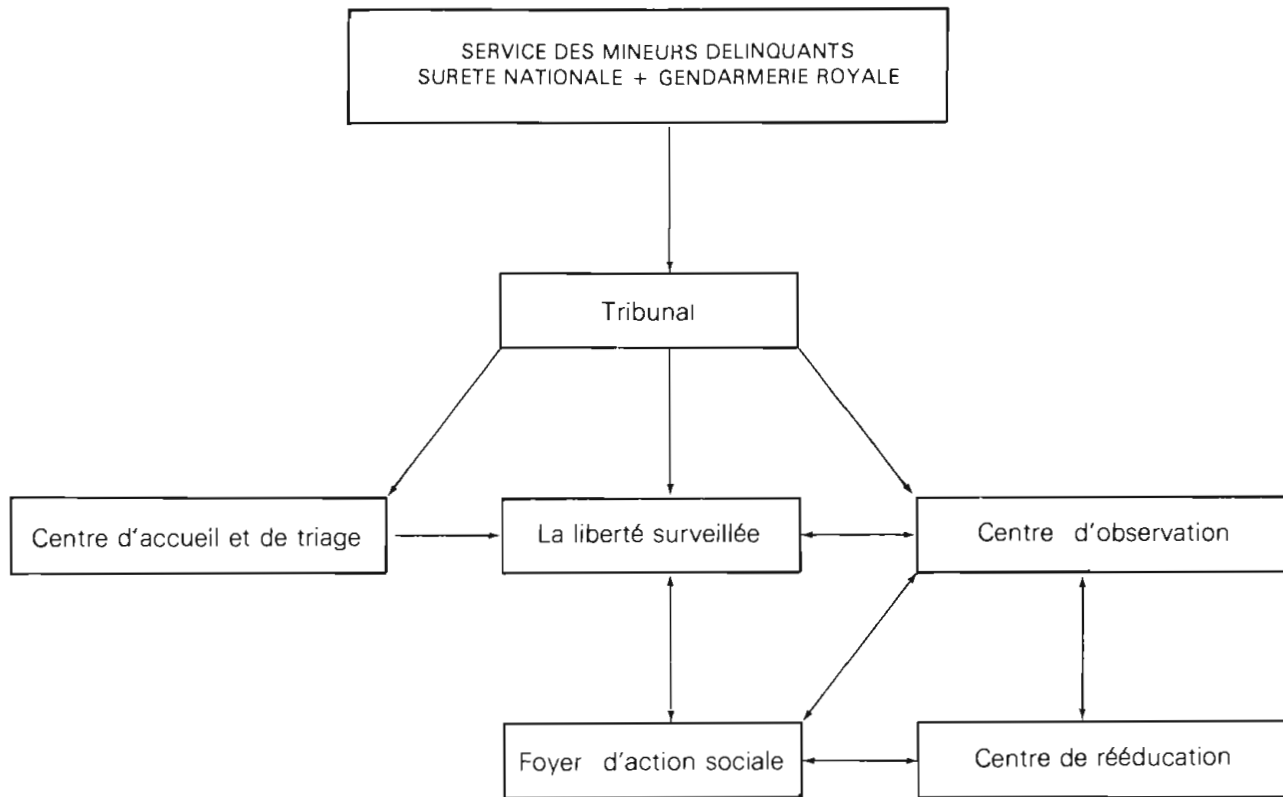 SERVICE DES MINEURS DELINQUANTS
SURETE NATIONALE + GENDARMERIE ROYALE
Tribunal
Centre d'accueil et de triage
La liberté surveillée
Centre d'observation
Foyer d'action sociale
Centre de rééducation